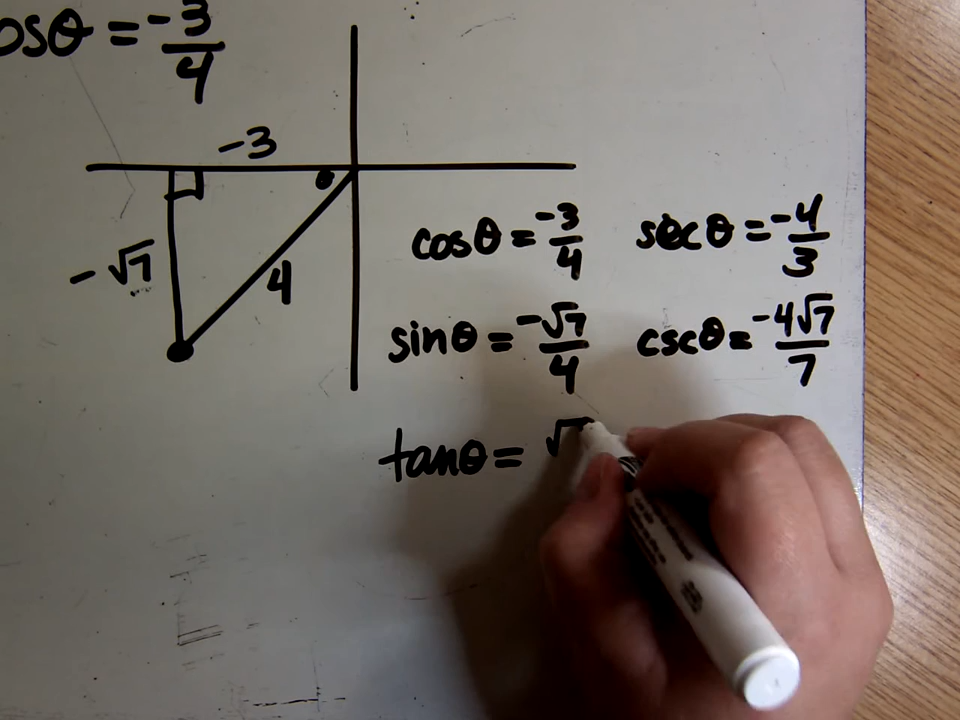 osθ = -3/4
-3
θ
-√7
4
cosθ = -3/4
secθ = -4/3
sinθ = -√7/4
cscθ = -4√7/7
tanθ = √